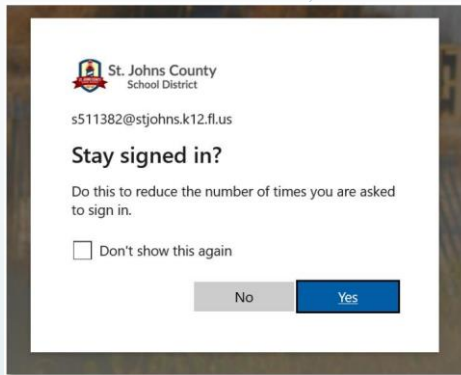 St. Johns County
School District
s511382@stjohns.k12.fl.us
Stay signed in?
Do this to reduce the number of times you are asked
to sign in.
Don't show this again
No
Yes